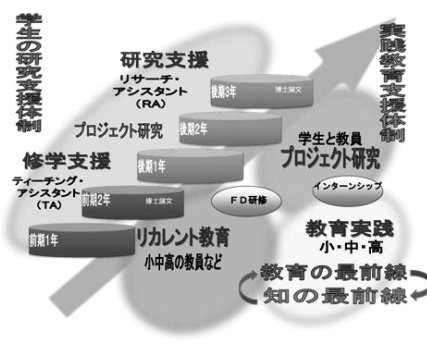 学生の研究支援体制
実践教育支援体制
研究支援
リサーチ・
アシスタント
（RA）
後期3年
博士論文
プロジェクト研究
後期2年
学生と教員
プロジェクト研究
修学支援
後期1年
ティーチング・
アシスタント
（TA）
インターンシップ
前期2年
修士論文
ＦＤ研修
前期1年
リカレント教育
小中高の教員など
教育実践
小・中・高
教育の最前線
知の最前線